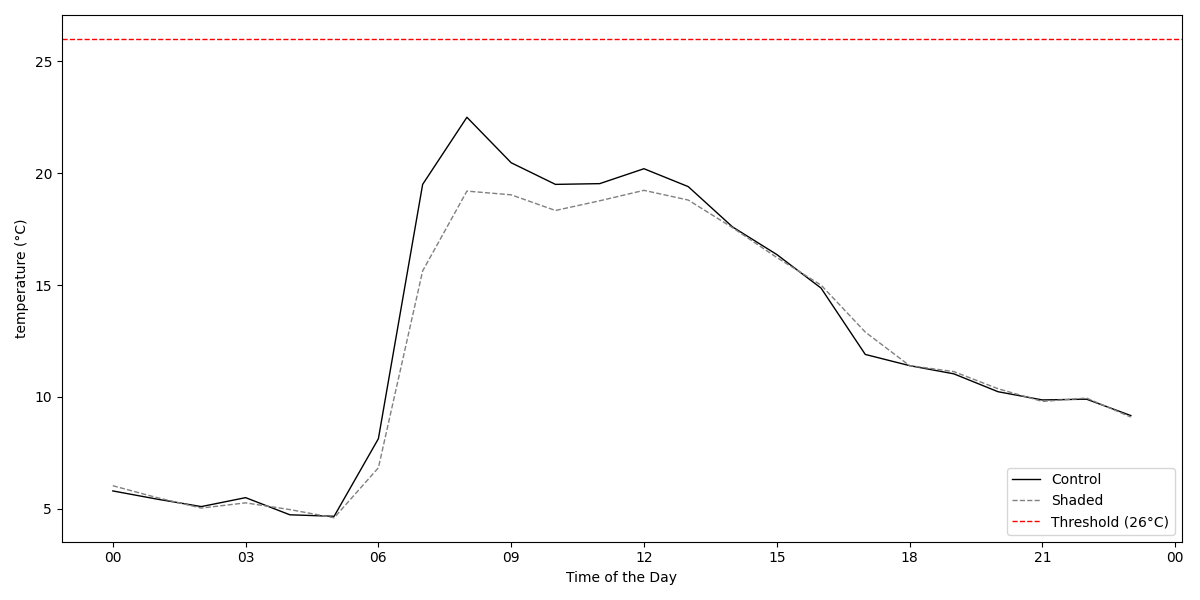 25
20
15
10
5
temperature (°C)
00 03 06 09 12 15 18 21 00
Time of the Day
Control
Shaded
Threshold (26°C)